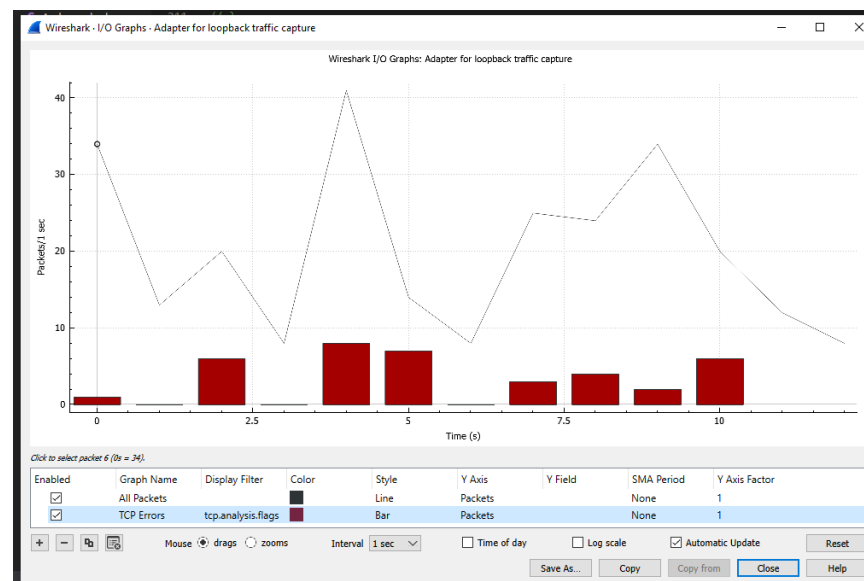 Wireshark · I/O Graphs · Adapter for loopback traffic capture
Wireshark I/O Graphs: Adapter for loopback traffic capture
40
30
20
10
0
Packets/1 sec
0 2.5 5 7.5 10
Time (s)
Click to select packet 6 (0s = 34).
Enabled Graph Name Display Filter Color Style Y Axis Y Field SMA Period Y Axis Factor
All Packets Line Packets None 1
TCP Errors tcp.analysis.flags Bar Packets None 1
+ − Mouse drags zooms Interval 1 sec Time of day Log scale Automatic Update Reset
Save As... Copy Copy from Close Help